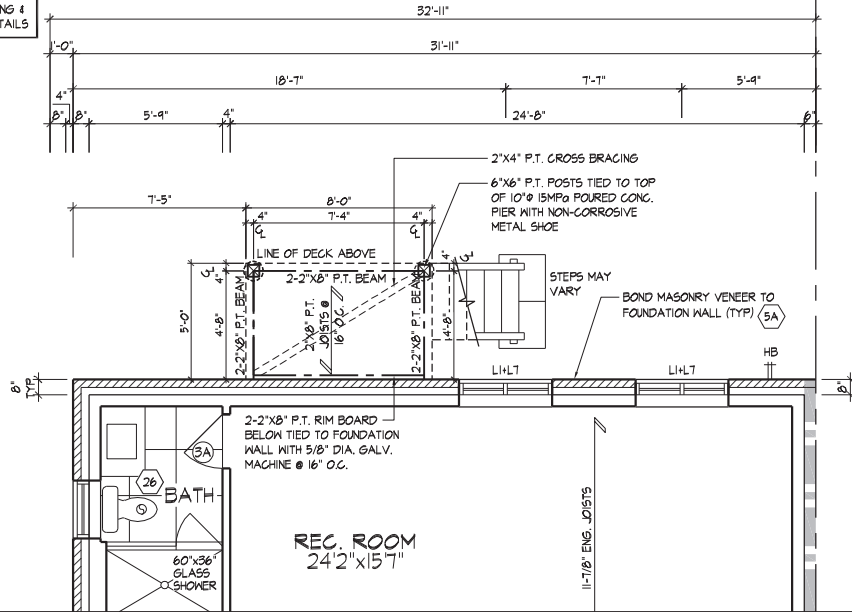 NG &
TAILS
32'-11"
1'-0"
31'-11"
18'-7"
7'-7"
5'-9"
4"
8"
8"
5'-9"
4"
24'-8"
6"
2"X4" P.T. CROSS BRACING
6"X6" P.T. POSTS TIED TO TOP
OF 10"Φ 15MPa POURED CONC.
PIER WITH NON-CORROSIVE
METAL SHOE
7'-5"
8'-0"
4"
7'-4"
4"
CL
CL
LINE OF DECK ABOVE
2-2"X8" P.T. BEAM
CL
4"
4"
CL
5'-0"
4'-8"
2-2"X8" P.T. BEAM
2"X8" P.T.
JOISTS @
16" O.C.
2-2"X8" P.T. BEAM
4'-8"
STEPS MAY
VARY
BOND MASONRY VENEER TO
FOUNDATION WALL (TYP)
5A
HB
8"
TYP.
L1+L7
L1+L7
8"
2-2"X8" P.T. RIM BOARD
BELOW TIED TO FOUNDATION
WALL WITH 5/8" DIA. GALV.
MACHINE @ 16" O.C.
3A
26
BATH
REC. ROOM
24'2"x15'7"
11-7/8" ENG. JOISTS
60"x36"
GLASS
SHOWER